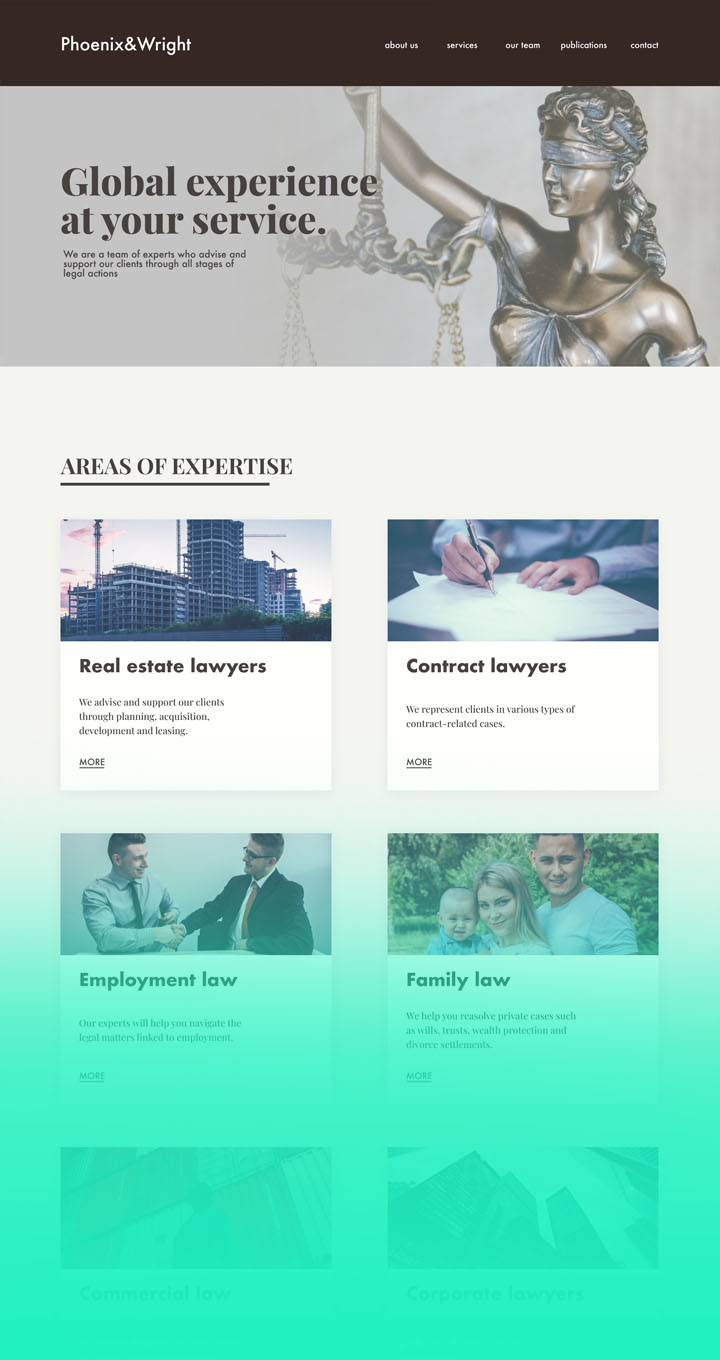 Phoenix&Wright
about us
services
our team
publications
contact
Global experience
at your service.
We are a team of experts who advise and
support our clients through all stages of
legal actions
AREAS OF EXPERTISE
Real estate lawyers
We advise and support our clients
through planning, acquisition,
development and leasing.
MORE
Contract lawyers
We represent clients in various types of
contract-related cases.
MORE
Employment law
Our experts will help you navigate the
legal matters linked to employment.
MORE
Family law
We help you reasolve private cases such
as wills, trusts, wealth protection and
divorce settlements.
MORE
Commercial law
Corporate lawyers